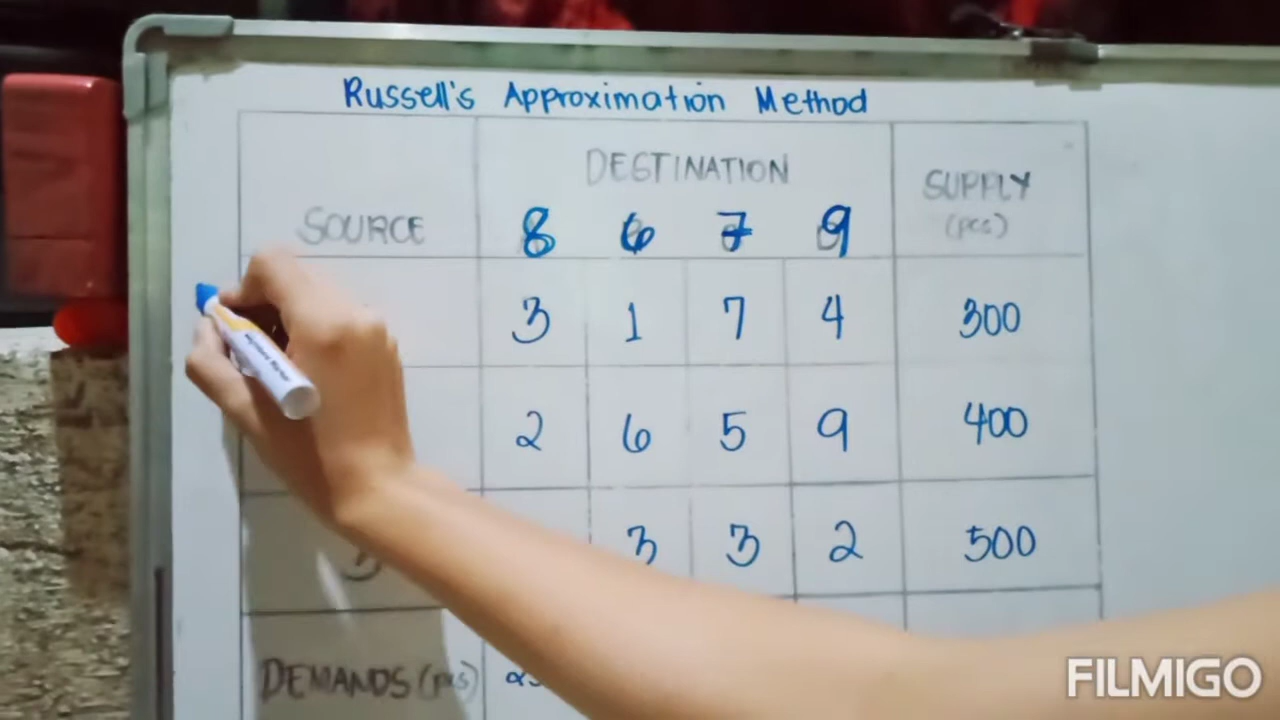 Russell's Approximation Method
DESTINATION
SOURCE 8 6 7 9 SUPPLY (pcs)
3 1 7 4 300
2 6 5 9 400
3 3 2 500
DEMANDS (pcs)
FILMIGO